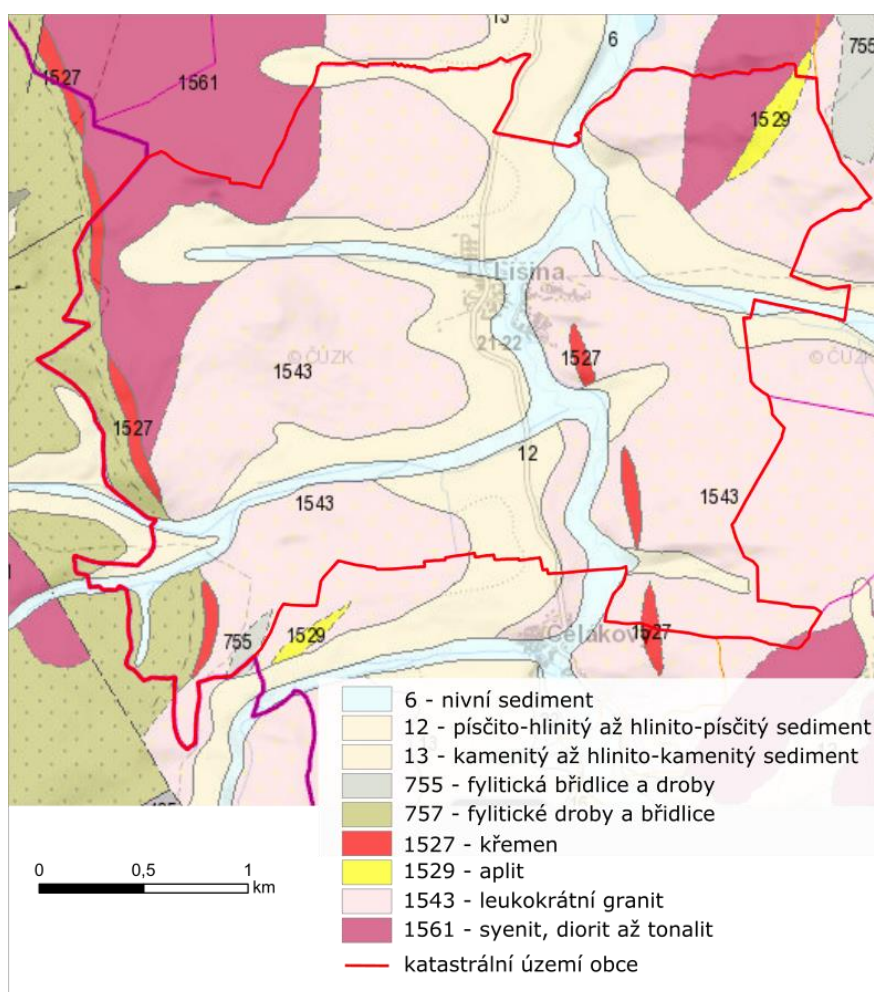 13
6
755
1527
1561
1529
Lišina
21-22
1527
© ČÚZK
© ČÚZK
1543
1527
12
1543
1543
755
1529
Čelákov
1527
6 - nivní sediment
12 - písčito-hlinitý až hlinito-písčitý sediment
13 - kamenitý až hlinito-kamenitý sediment
755 - fylitická břidlice a droby
757 - fylitické droby a břidlice
1527 - křemen
1529 - aplit
1543 - leukokrátní granit
1561 - syenit, diorit až tonalit
katastrální území obce
0 0,5 1
km